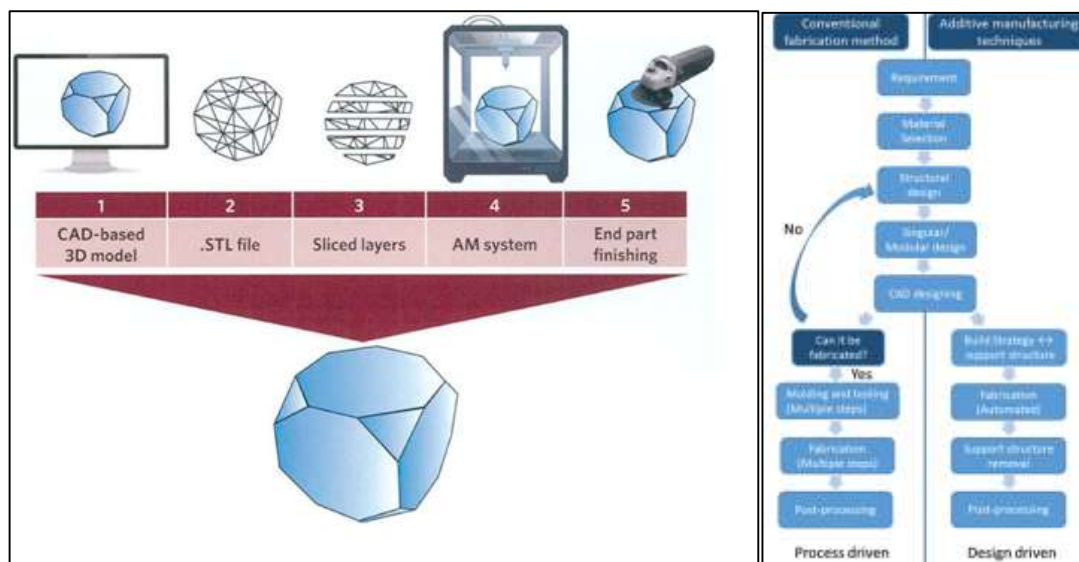 1
2
3
4
5
CAD-based
3D model
.STL file
Sliced layers
AM system
End part
finishing
Conventional
fabrication method
Additive manufacturing
techniques
Requirement
Material
Selection
Structural
design
No
Singular/
Modular design
CAD designing
Can it be
fabricated?
Yes
Build Strategy ↔
support structure
Molding and tooling
(Multiple steps)
Fabrication
(Automated)
Fabrication
(Multiple steps)
Support structure
removal
Post-processing
Post-processing
Process driven
Design driven